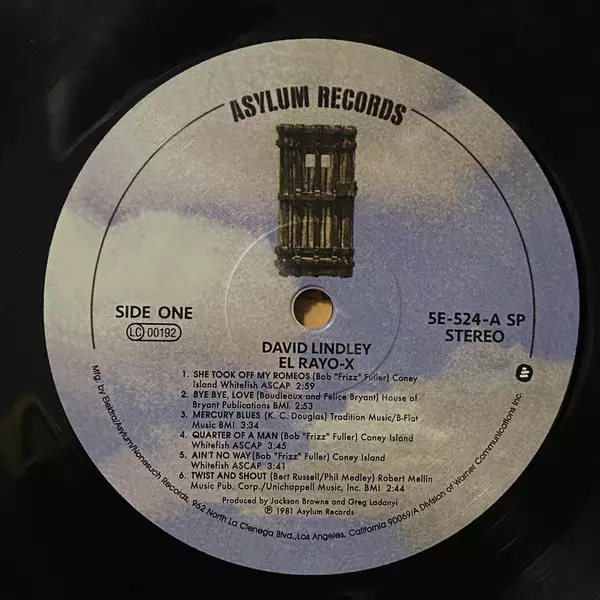 ASYLUM RECORDS
SIDE ONE
LC 00192
5E-524-A SP
STEREO
DAVID LINDLEY
EL RAYO-X
1. SHE TOOK OFF MY ROMEOS (Bob "Frizz" Fuller) Coney
Island Whitefish ASCAP 2:59
2. BYE BYE, LOVE (Boudleaux and Felice Bryant) House of
Bryant Publications BMI 2:53
3. MERCURY BLUES (K. C. Douglas) Tradition Music/B-Flat
Music BMI 3:34
4. QUARTER OF A MAN (Bob "Frizz" Fuller) Coney Island
Whitefish ASCAP 3:45
5. AIN'T NO WAY (Bob "Frizz" Fuller) Coney Island
Whitefish ASCAP 3:41
6. TWIST AND SHOUT (Bert Russell/Phil Medley) Robert Mellin
Music Pub. Corp./Unichappell Music, Inc. BMI 2:44
Produced by Jackson Browne and Greg Ladanyi
℗ 1981 Asylum Records
Mfg. by Elektra/Asylum/Nonesuch Records, 962 North La Cienega Blvd., Los Angeles, California 90069/A Division of Warner Communications Inc.